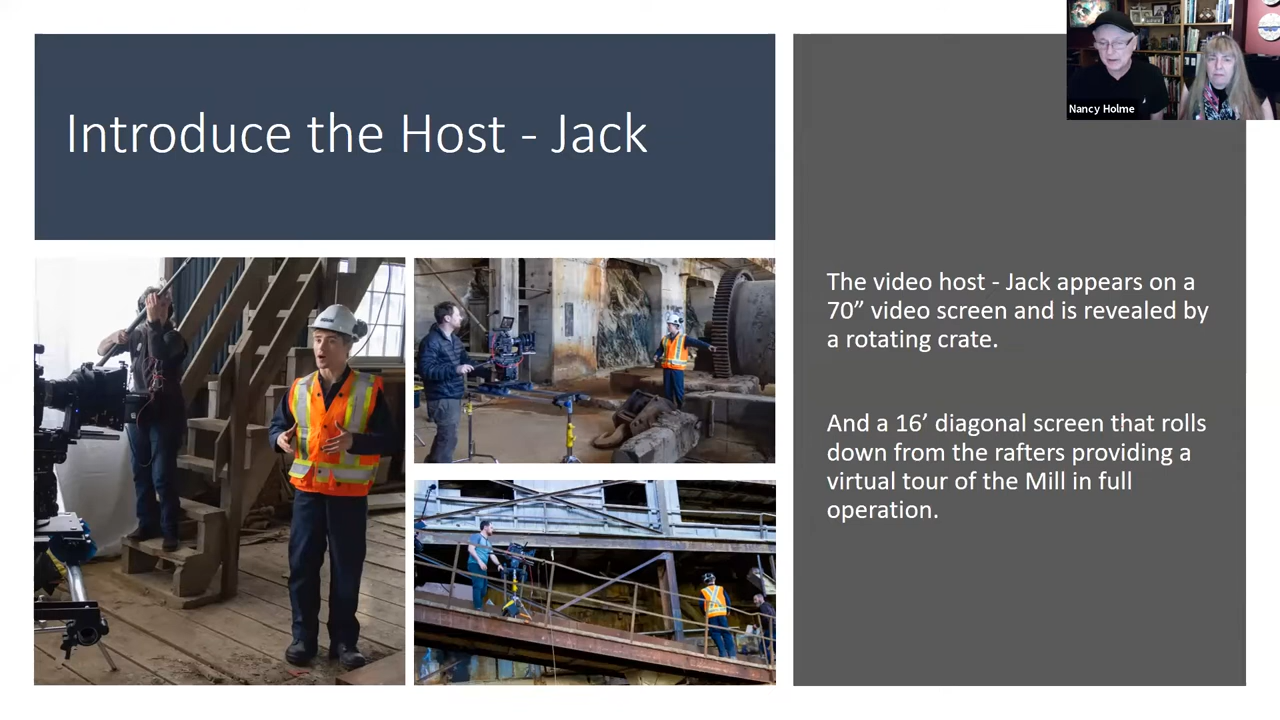 Introduce the Host - Jack
Nancy Holme
The video host - Jack appears on a
70” video screen and is revealed by
a rotating crate.
And a 16’ diagonal screen that rolls
down from the rafters providing a
virtual tour of the Mill in full
operation.